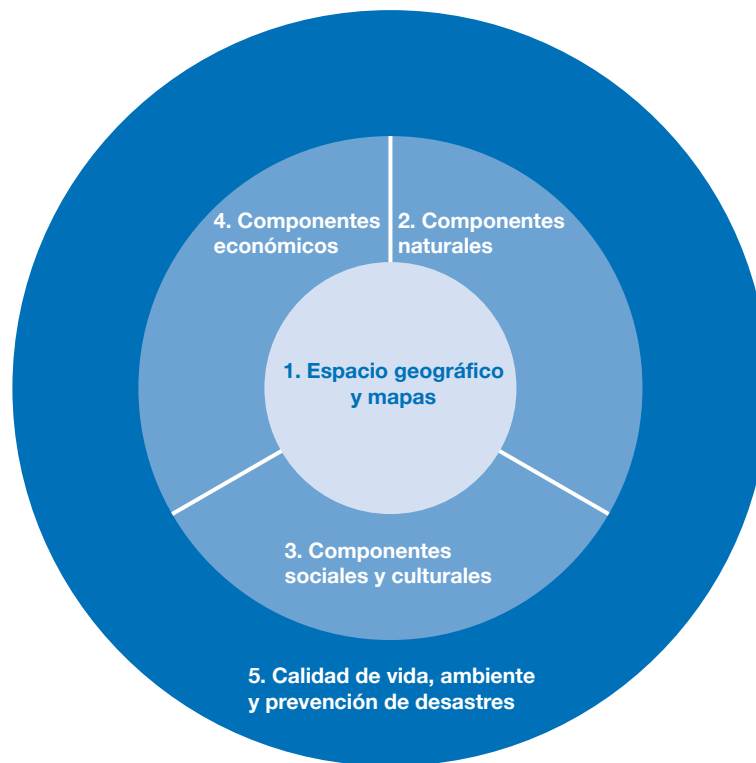 4. Componentes
económicos
2. Componentes
naturales
1. Espacio geográfico
y mapas
3. Componentes
sociales y culturales
5. Calidad de vida, ambiente
y prevención de desastres